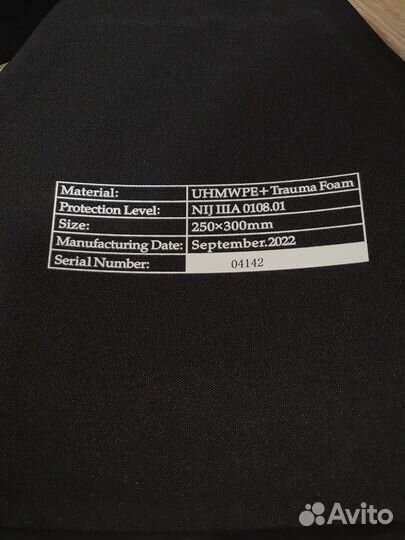 Material: UHMWPE+Trauma Foam
Protection Level: NIJ IIIA 0108.01
Size: 250×300mm
Manufacturing Date: September.2022
Serial Number: 04142
Avito